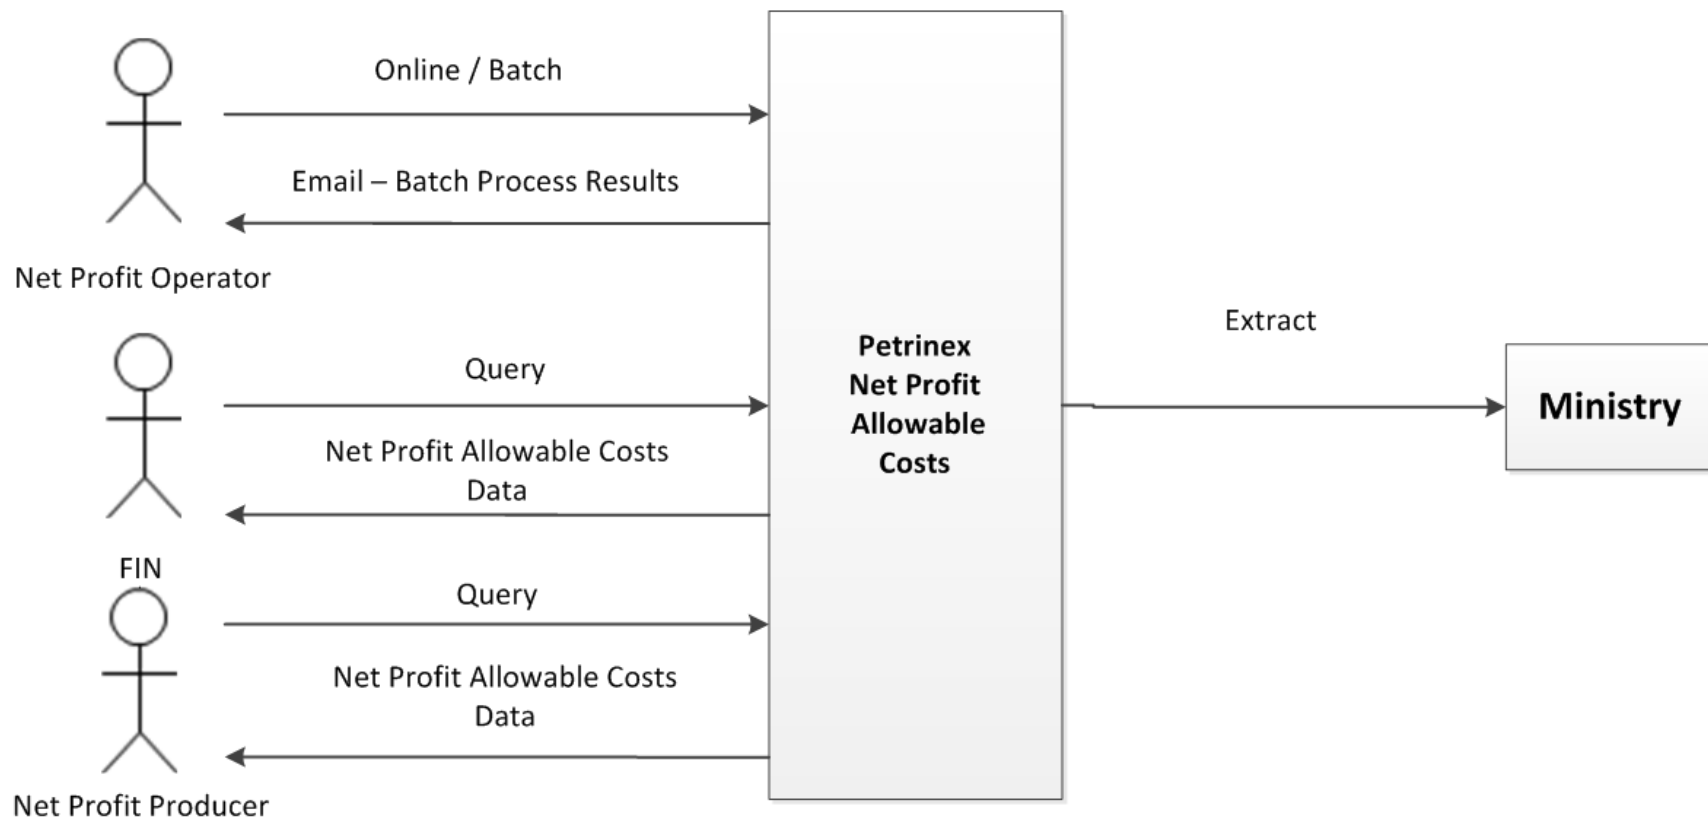 Online / Batch
Email – Batch Process Results
Net Profit Operator
Query
Net Profit Allowable Costs
Data
FIN
Query
Net Profit Allowable Costs
Data
Net Profit Producer
Petrinex
Net Profit
Allowable
Costs
Extract
Ministry